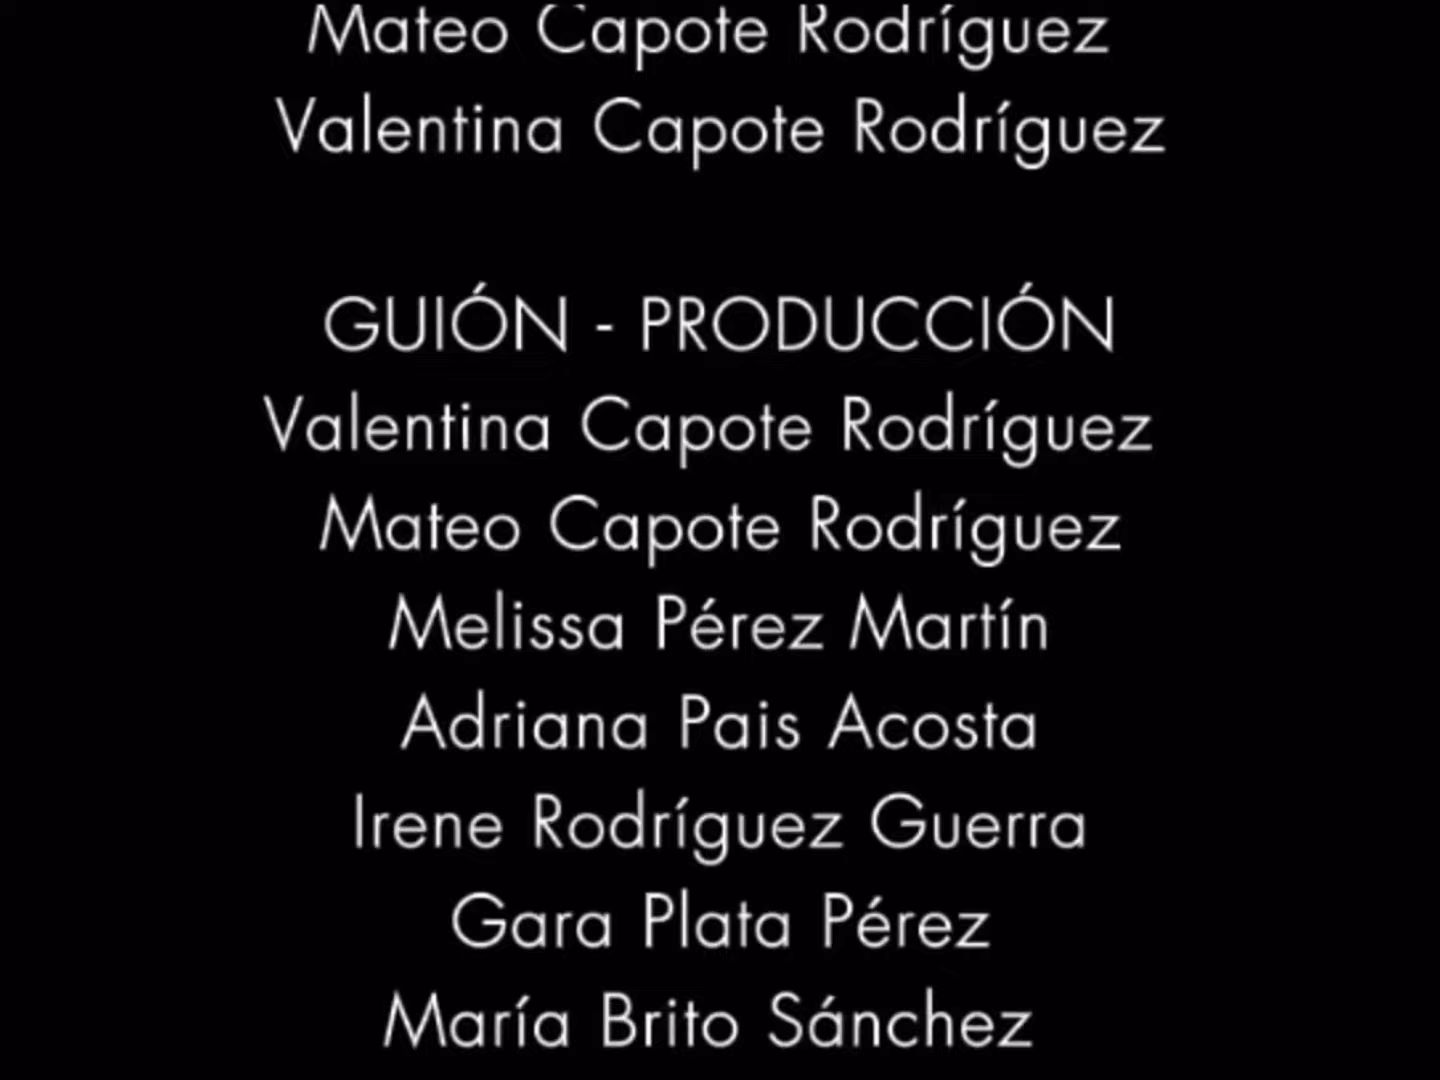 Mateo Capote Rodríguez
Valentina Capote Rodríguez
GUIÓN - PRODUCCIÓN
Valentina Capote Rodríguez
Mateo Capote Rodríguez
Melissa Pérez Martín
Adriana Pais Acosta
Irene Rodríguez Guerra
Gara Plata Pérez
María Brito Sánchez